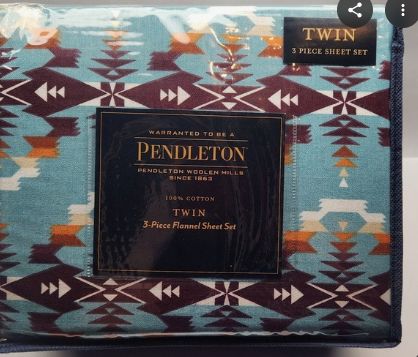 TWIN
3 PIECE SHEET SET
WARRANTED TO BE A
PENDLETON
PENDLETON WOOLEN MILLS
SINCE 1863
100% COTTON
TWIN
3-Piece Flannel Sheet Set